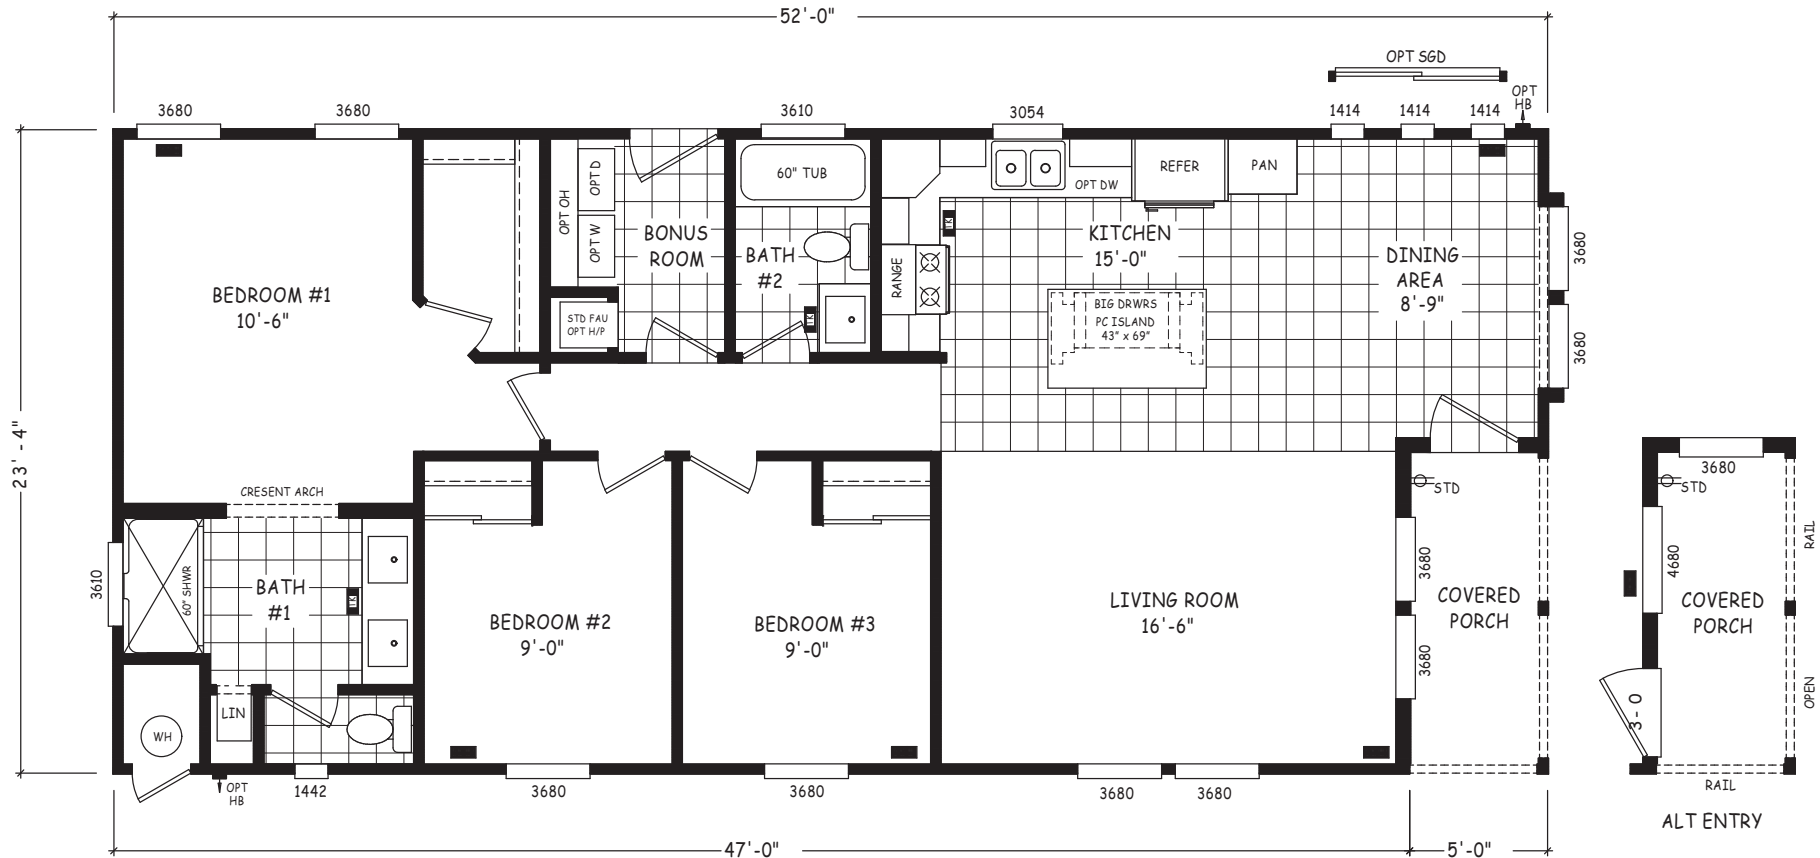 52'-0"
OPT SGD
3680
3680
3610
3054
1414
1414
1414
OPT
HB
OPT OH
OPT D
OPT W
60" TUB
OPT DW
REFER
PAN
BONUS
ROOM
BATH
#2
RANGE
KITCHEN
15'-0"
DINING
AREA
8'-9"
3680
3680
BEDROOM #1
10'-6"
STD FAU
OPT H/P
BIG DRWRS
PC ISLAND
43" x 69"
23' - 4"
CRESENT ARCH
3610
60" SHWR
BATH
#1
BEDROOM #2
9'-0"
BEDROOM #3
9'-0"
LIVING ROOM
16'-6"
STD
3680
3680
COVERED
PORCH
LIN
WH
OPT
HB
1442
3680
3680
3680
3680
47'-0"
5'-0"
3680
STD
4680
COVERED
PORCH
RAIL
OPEN
3- 0
RAIL
ALT ENTRY